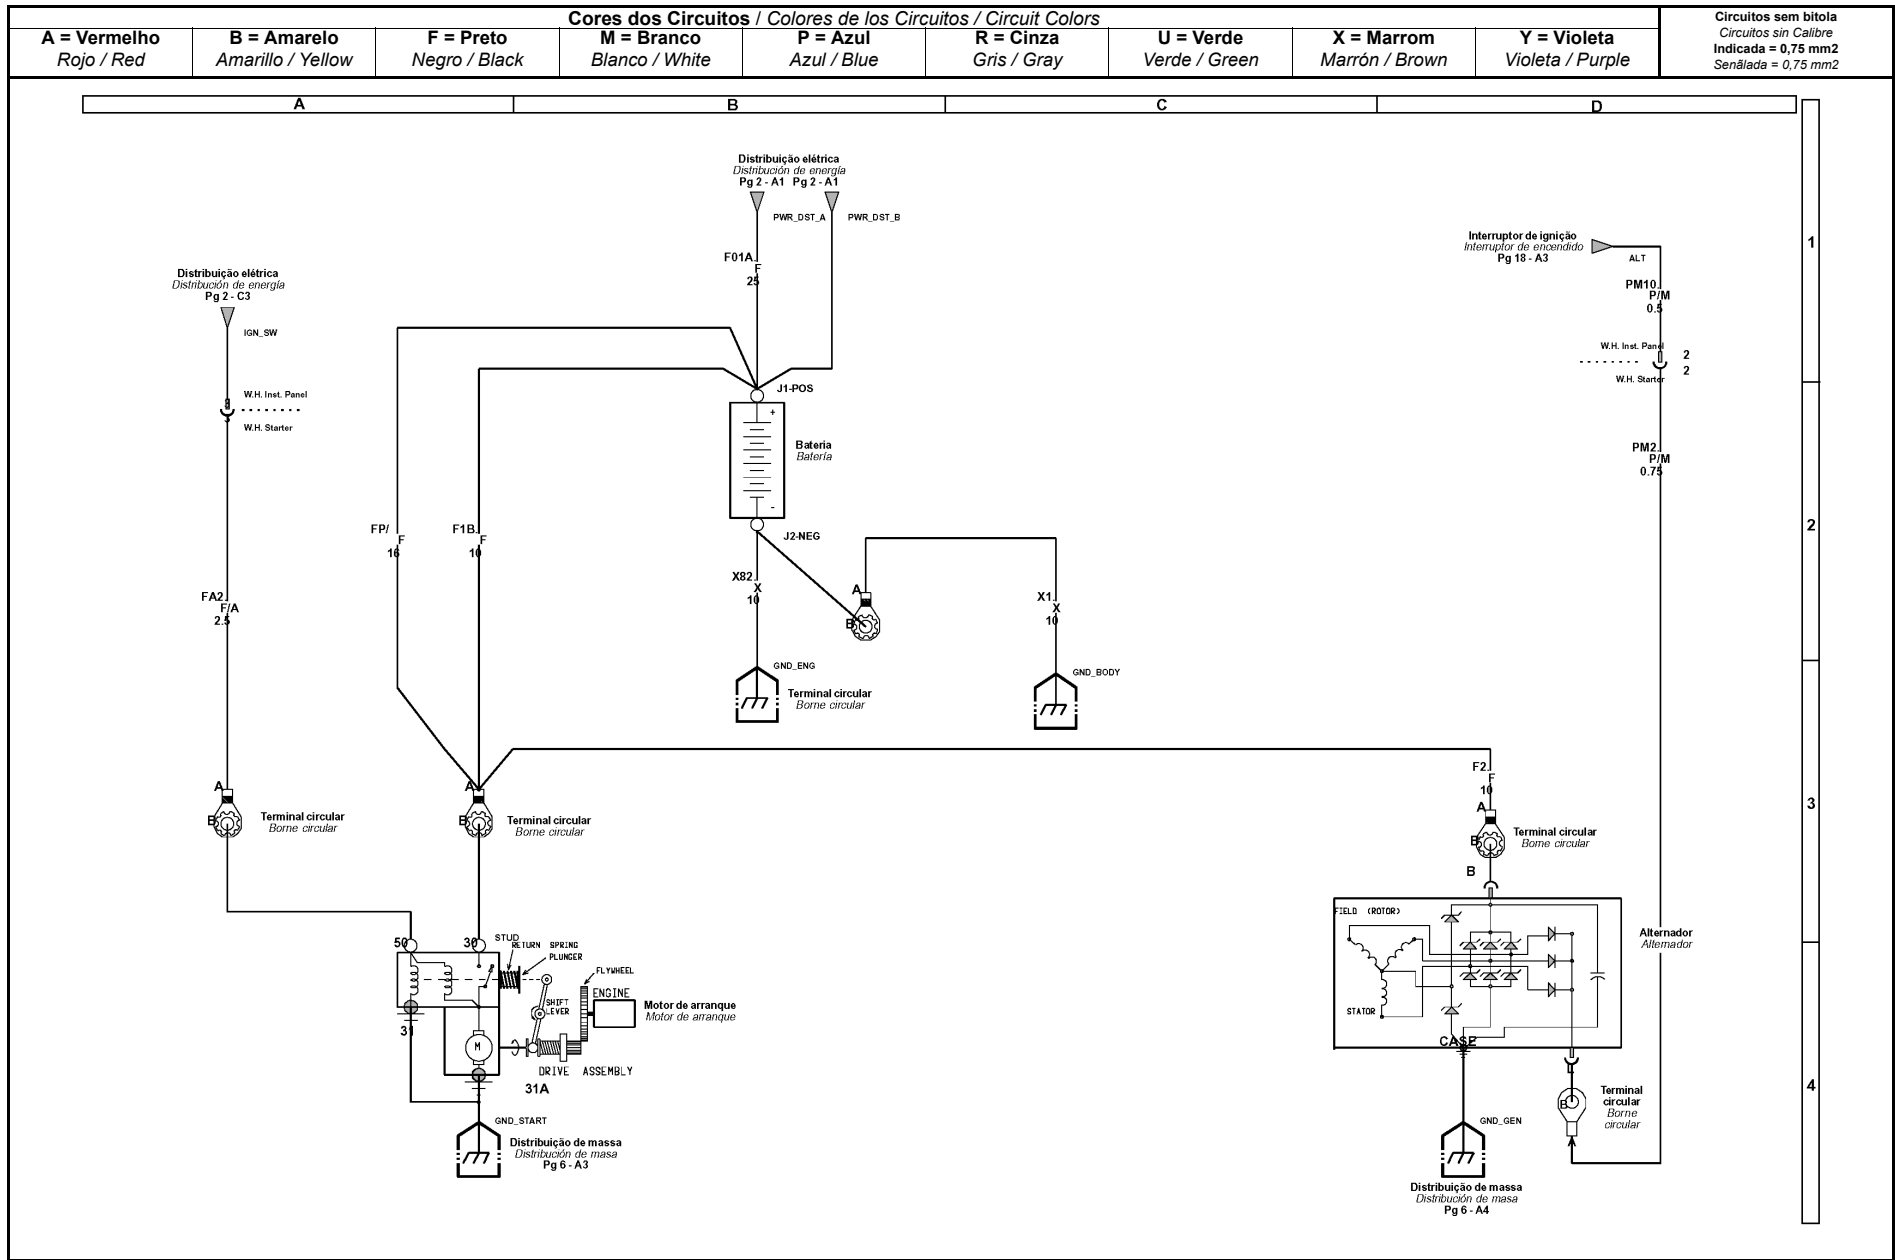 Cores dos Circuitos / Colores de los Circuitos / Circuit Colors
A = Vermelho
Rojo / Red
B = Amarelo
Amarillo / Yellow
F = Preto
Negro / Black
M = Branco
Blanco / White
P = Azul
Azul / Blue
R = Cinza
Gris / Gray
U = Verde
Verde / Green
X = Marrom
Marrón / Brown
Y = Violeta
Violeta / Purple
Circuitos sem bitola
Circuitos sin Calibre
Indicada = 0,75 mm2
Senãlada = 0,75 mm2
A B C D
1
2
3
4
Distribuição elétrica
Distribución de energía
Pg 2 - A1 Pg 2 - A1
PWR_DST_A PWR_DST_B
F01A.
F
25
Interruptor de ignição
Interruptor de encendido
Pg 18 - A3
ALT
PM10.
P/M
0.5
W.H. Inst. Panel
2
2
W.H. Starter
PM2.
P/M
0.75
Distribuição elétrica
Distribución de energía
Pg 2 - C3
IGN_SW
W.H. Inst. Panel
W.H. Starter
FA2.
F/A
2.5
FP/
F
16
F1B.
F
10
J1-POS
+
Bateria
Batería
-
J2-NEG
X82.
X
10
A
B
X1.
X
10
GND_ENG
Terminal circular
Borne circular
GND_BODY
A
B
Terminal circular
Borne circular
A
B
Terminal circular
Borne circular
F2.
F
10
A
B
Terminal circular
Borne circular
B
50
30
STUD
RETURN SPRING
PLUNGER
FLYWHEEL
ENGINE
SHIFT
LEVER
Motor de arranque
Motor de arranque
31
M
DRIVE ASSEMBLY
31A
GND_START
Distribuição de massa
Distribución de masa
Pg 6 - A3
FIELD (ROTOR)
STATOR
CASE
Alternador
Alternador
L
B
A
Terminal
circular
Borne
circular
GND_GEN
Distribuição de massa
Distribución de masa
Pg 6 - A4